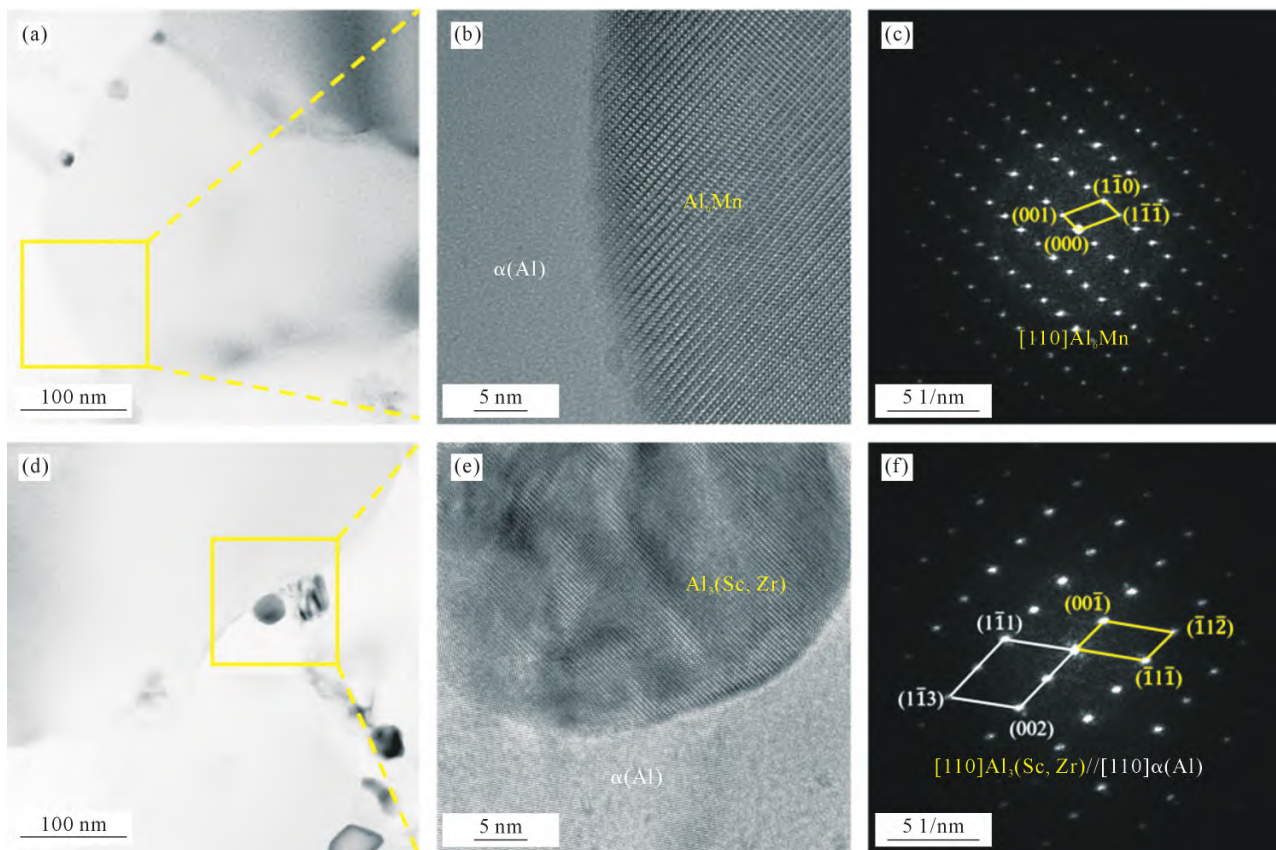 (a)
100 nm
(b)
Al₆Mn
α(Al)
5 nm
(c)
(11̄0)
(001)
(11̄1̄)
(000)
[110]Al₆Mn
5 1/nm
(d)
100 nm
(e)
Al₃(Sc, Zr)
α(Al)
5 nm
(f)
(001̄)
(11̄1)
(1̄12̄)
(1̄11̄)
(11̄3)
(002)
[110]Al₃(Sc, Zr)//[110]α(Al)
5 1/nm